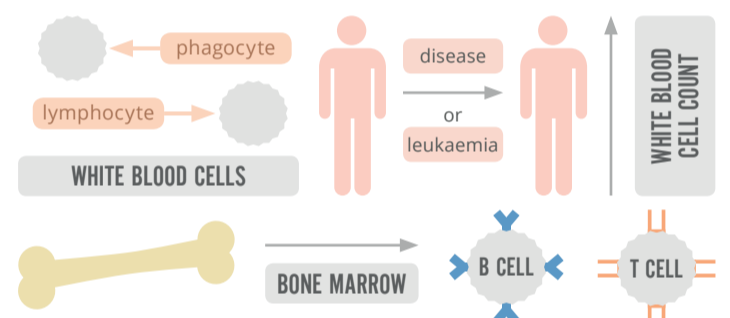 phagocyte
lymphocyte
WHITE BLOOD CELLS
disease
or
leukaemia
WHITE BLOOD
CELL COUNT
BONE MARROW
B CELL
T CELL